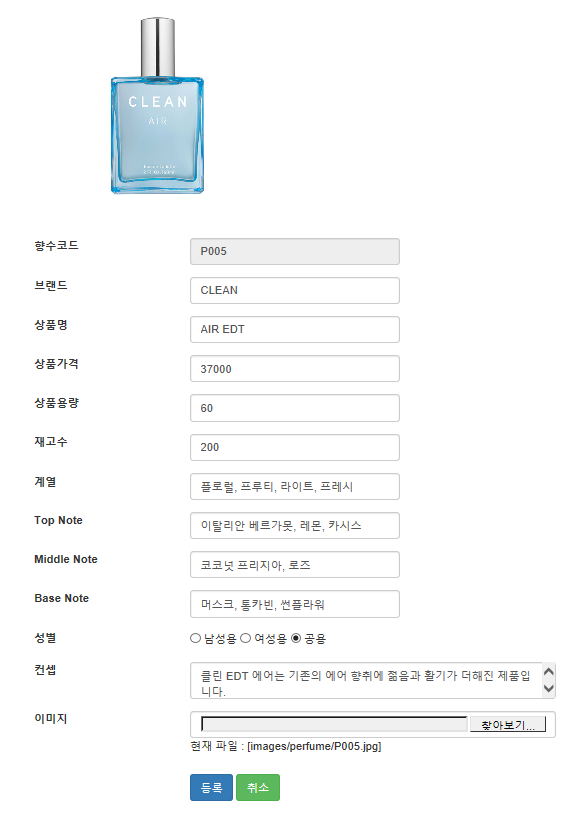 CLEAN
AIR
향수코드 P005
브랜드 CLEAN
상품명 AIR EDT
상품가격 37000
상품용량 60
재고수 200
계열 플로럴, 프루티, 라이트, 프레시
Top Note 이탈리안 베르가못, 레몬, 카시스
Middle Note 코코넛 프리지아, 로즈
Base Note 머스크, 통카빈, 썬플라워
성별 남성용 여성용 공용
컨셉 클린 EDT 에어는 기존의 에어 향취에 젊음과 활기가 더해진 제품입
니다.
이미지 찾아보기...
현재 파일 : [images/perfume/P005.jpg]
등록 취소